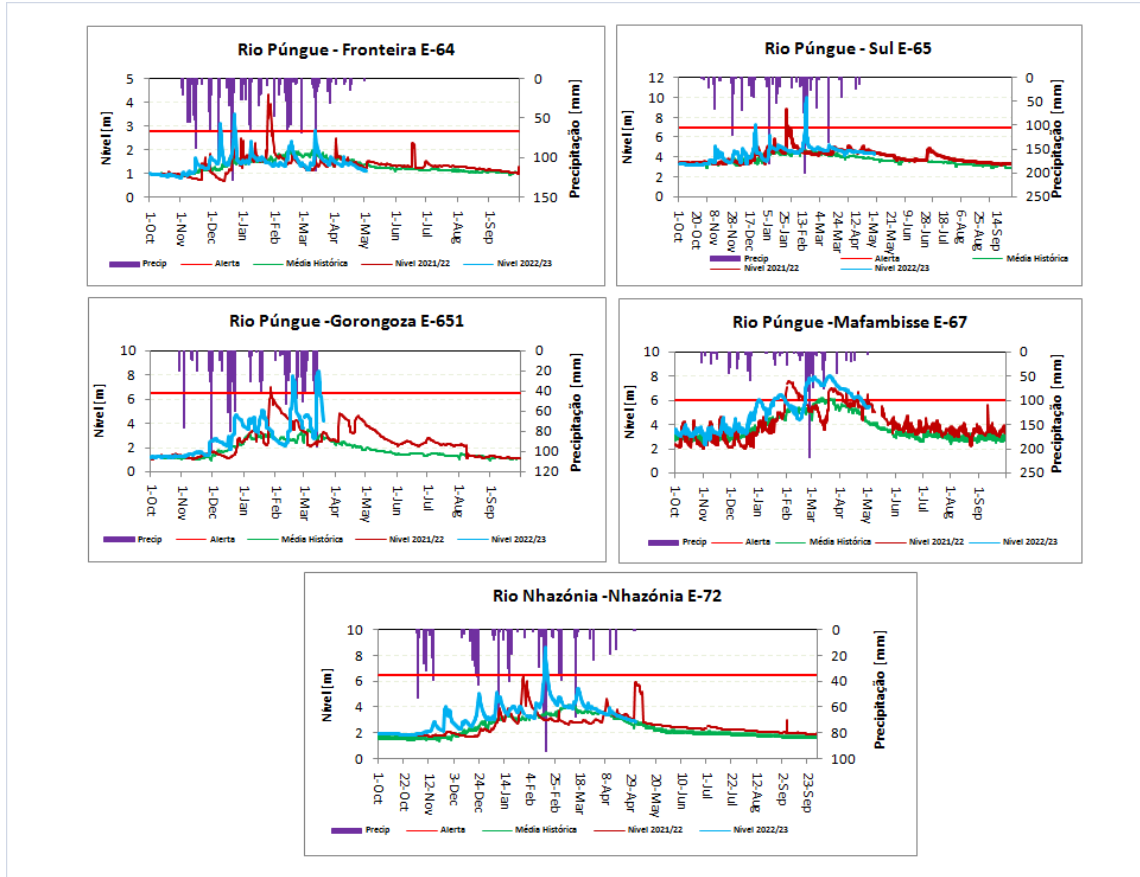 Rio Púngue - Fronteira E-64
Nível [m]
5
4
3
2
1
0
0
50
100
150
Precipitação [mm]
1-Oct
1-Nov
1-Dec
1-Jan
1-Feb
1-Mar
1-Apr
1-May
1-Jun
1-Jul
1-Aug
1-Sep
Precip
Alerta
Média Histórica
Nivel 2021/22
Nivel 2022/23
Rio Púngue - Sul E-65
Nível [m]
12
10
8
6
4
2
0
0
50
100
150
200
250
Precipitação [mm]
1-Oct
20-Oct
8-Nov
28-Nov
17-Dec
5-Jan
25-Jan
13-Feb
4-Mar
24-Mar
12-Apr
1-May
21-May
9-Jun
28-Jun
18-Jul
6-Aug
25-Aug
14-Sep
Precip
Alerta
Média Histórica
Nivel 2021/22
Nivel 2022/23
Rio Púngue -Gorongoza E-651
Nível [m]
10
8
6
4
2
0
0
20
40
60
80
100
120
Precipitação [mm]
1-Oct
1-Nov
1-Dec
1-Jan
1-Feb
1-Mar
1-Apr
1-May
1-Jun
1-Jul
1-Aug
1-Sep
Precip
Alerta
Média Histórica
Nivel 2021/22
Nivel 2022/23
Rio Púngue -Mafambisse E-67
Nível [m]
10
8
6
4
2
0
0
50
100
150
200
250
Precipitação [mm]
1-Oct
1-Nov
1-Dec
1-Jan
1-Feb
1-Mar
1-Apr
1-May
1-Jun
1-Jul
1-Aug
1-Sep
Precip
Alerta
Média Histórica
Nivel 2021/22
Nivel 2022/23
Rio Nhazónia -Nhazónia E-72
Nível [m]
10
8
6
4
2
0
0
20
40
60
80
100
Precipitação [mm]
1-Oct
22-Oct
12-Nov
3-Dec
24-Dec
14-Jan
4-Feb
25-Feb
18-Mar
8-Apr
29-Apr
20-May
10-Jun
1-Jul
22-Jul
12-Aug
2-Sep
23-Sep
Precip
Alerta
Média Histórica
Nivel 2021/22
Nivel 2022/23